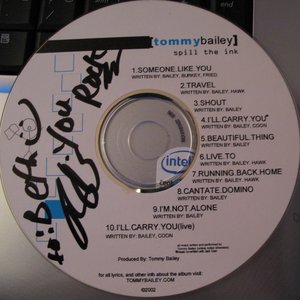 [tommybailey]
spill the ink
1.SOMEONE.LIKE.YOU
WRITTEN BY: BAILEY, BURKEY, FRIED
2.TRAVEL
WRITTEN BY: BAILEY, HAWK
3.SHOUT
WRITTEN BY: BAILEY
4.I'LL.CARRY.YOU*
WRITTEN BY: BAILEY, COON
5.BEAUTIFUL.THING
WRITTEN BY: BAILEY
6.LIVE.TO
WRITTEN BY: BAILEY, HAWK
7.RUNNING.BACK.HOME
WRITTEN BY: BAILEY, HAWK
8.CANTATE.DOMINO
WRITTEN BY: BAILEY
9.I'M.NOT.ALONE
WRITTEN BY: BAILEY
10.I'LL.CARRY.YOU(live)
WRITTEN BY: BAILEY, COON
Produced By: Tommy Bailey
for all lyrics, and other info about the album visit:
TOMMYBAILEY.COM
©2002
to: Beth
You Rock
intel